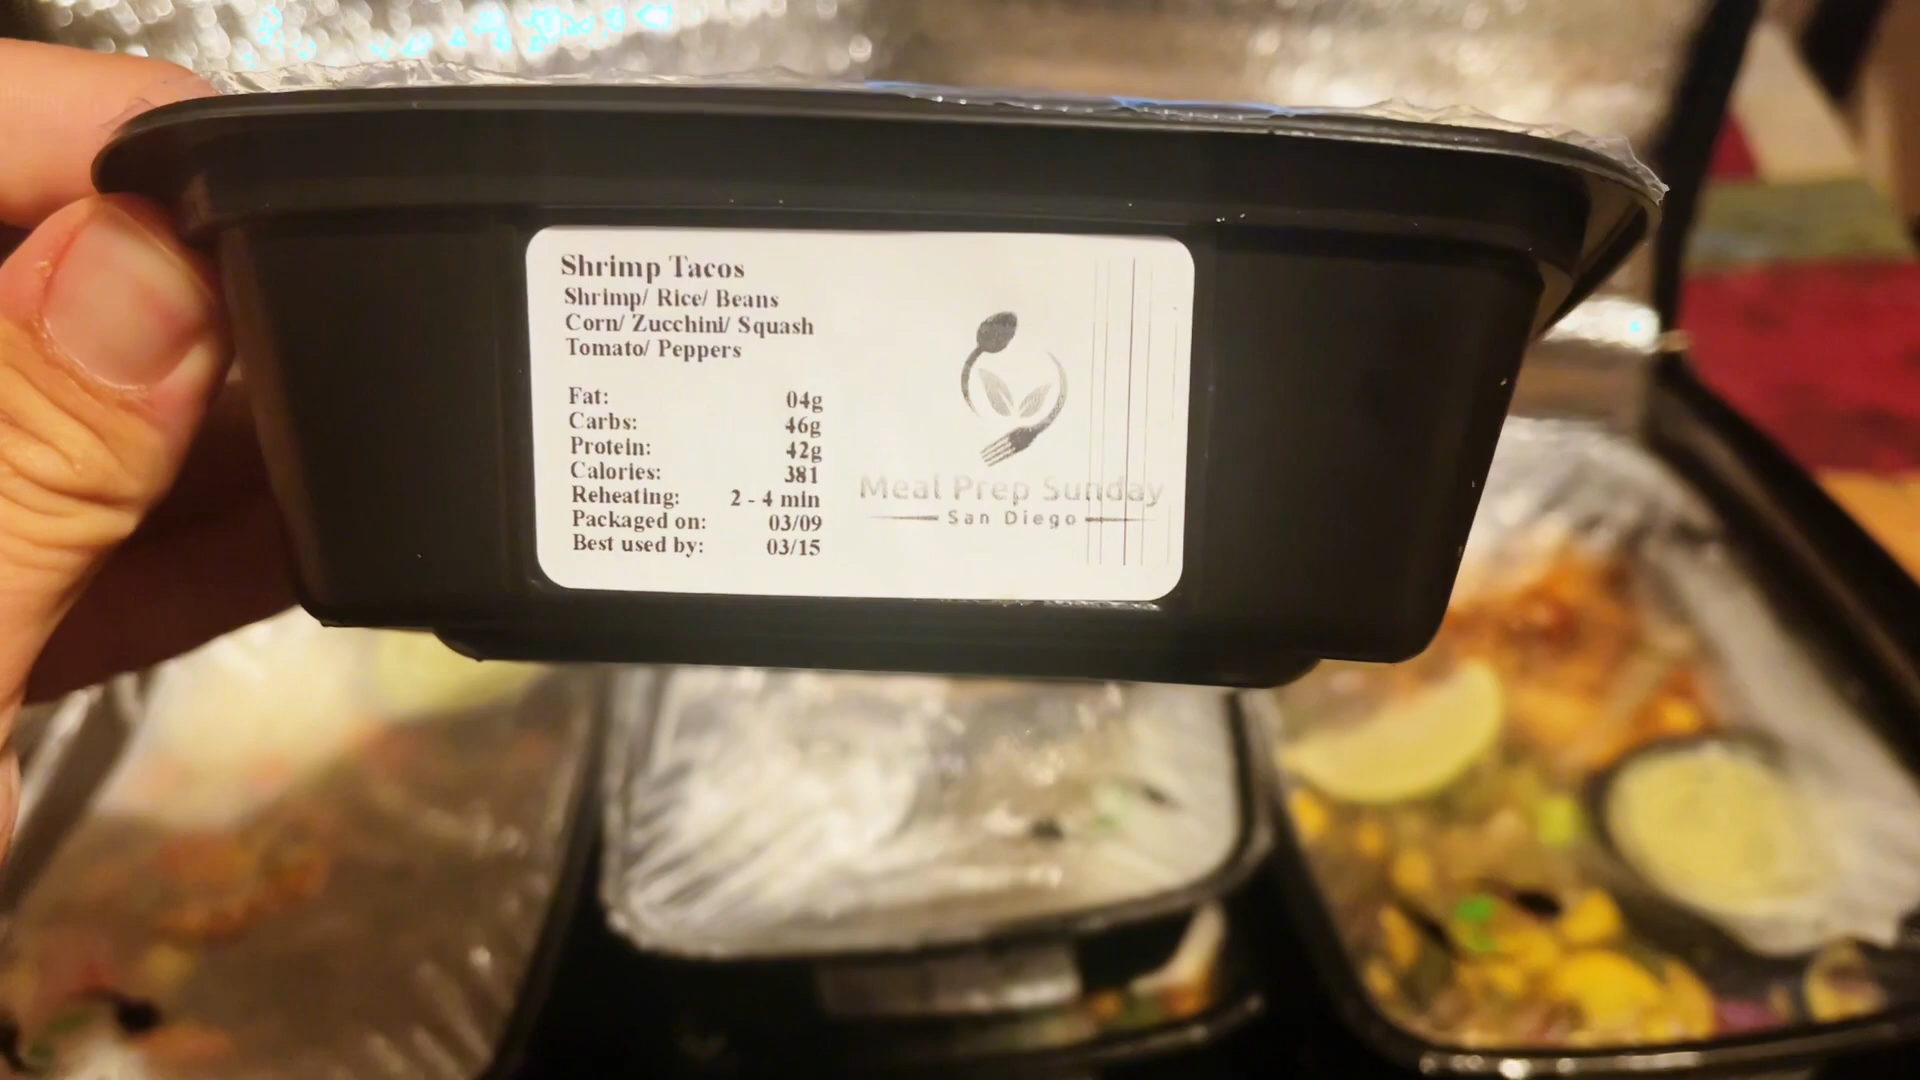 Shrimp Tacos
Shrimp/ Rice/ Beans
Corn/ Zucchini/ Squash
Tomato/ Peppers
Fat: 04g
Carbs: 46g
Protein: 42g
Calories: 381
Reheating: 2 - 4 min
Packaged on: 03/09
Best used by: 03/15
Meal Prep Sunday
San Diego